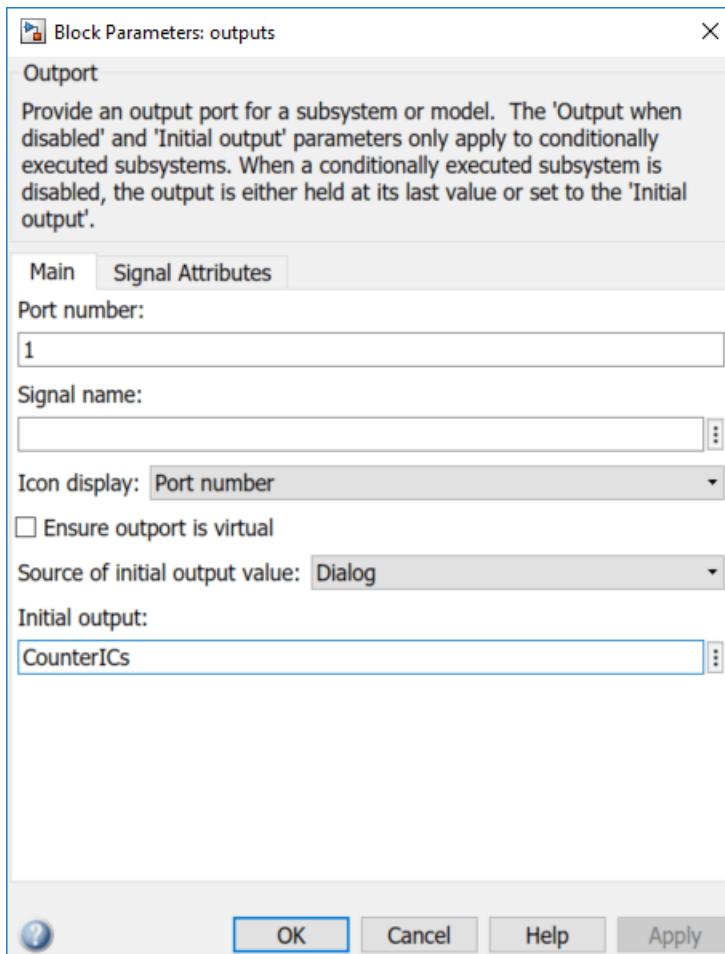 Block Parameters: outputs
Outport
Provide an output port for a subsystem or model.  The 'Output when
disabled' and 'Initial output' parameters only apply to conditionally
executed subsystems. When a conditionally executed subsystem is
disabled, the output is either held at its last value or set to the 'Initial
output'.
Main Signal Attributes
Port number:
1
Signal name:
Icon display: Port number
Ensure outport is virtual
Source of initial output value: Dialog
Initial output:
CounterICs
? OK Cancel Help Apply